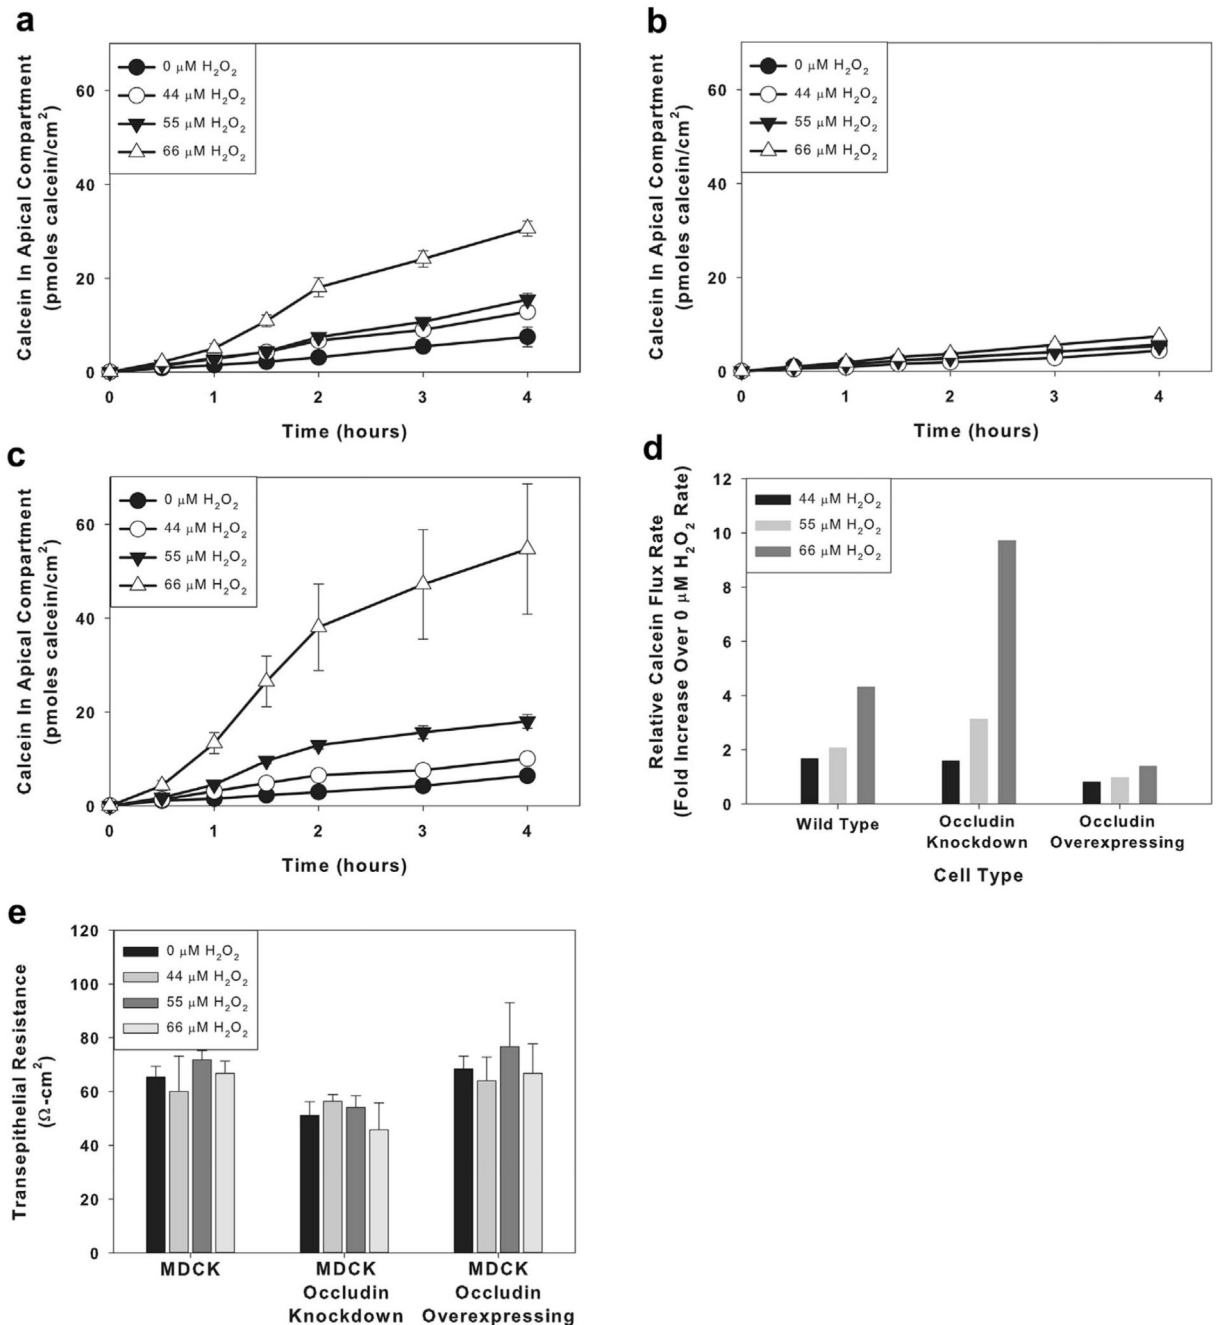 a
Calcein In Apical Compartment
(pmoles calcein/cm²)
60
40
20
0
0 μM H₂O₂
44 μM H₂O₂
55 μM H₂O₂
66 μM H₂O₂
0 1 2 3 4
Time (hours)
b
Calcein In Apical Compartment
(pmoles calcein/cm²)
60
40
20
0
0 μM H₂O₂
44 μM H₂O₂
55 μM H₂O₂
66 μM H₂O₂
0 1 2 3 4
Time (hours)
c
Calcein In Apical Compartment
(pmoles calcein/cm²)
60
40
20
0
0 μM H₂O₂
44 μM H₂O₂
55 μM H₂O₂
66 μM H₂O₂
0 1 2 3 4
Time (hours)
d
Relative Calcein Flux Rate
(Fold Increase Over 0 μM H₂O₂ Rate)
12
10
8
6
4
2
0
44 μM H₂O₂
55 μM H₂O₂
66 μM H₂O₂
Wild Type
Occludin
Knockdown
Occludin
Overexpressing
Cell Type
e
Transepithelial Resistance
(Ω-cm²)
120
100
80
60
40
20
0
0 μM H₂O₂
44 μM H₂O₂
55 μM H₂O₂
66 μM H₂O₂
MDCK
MDCK
Occludin
Knockdown
MDCK
Occludin
Overexpressing